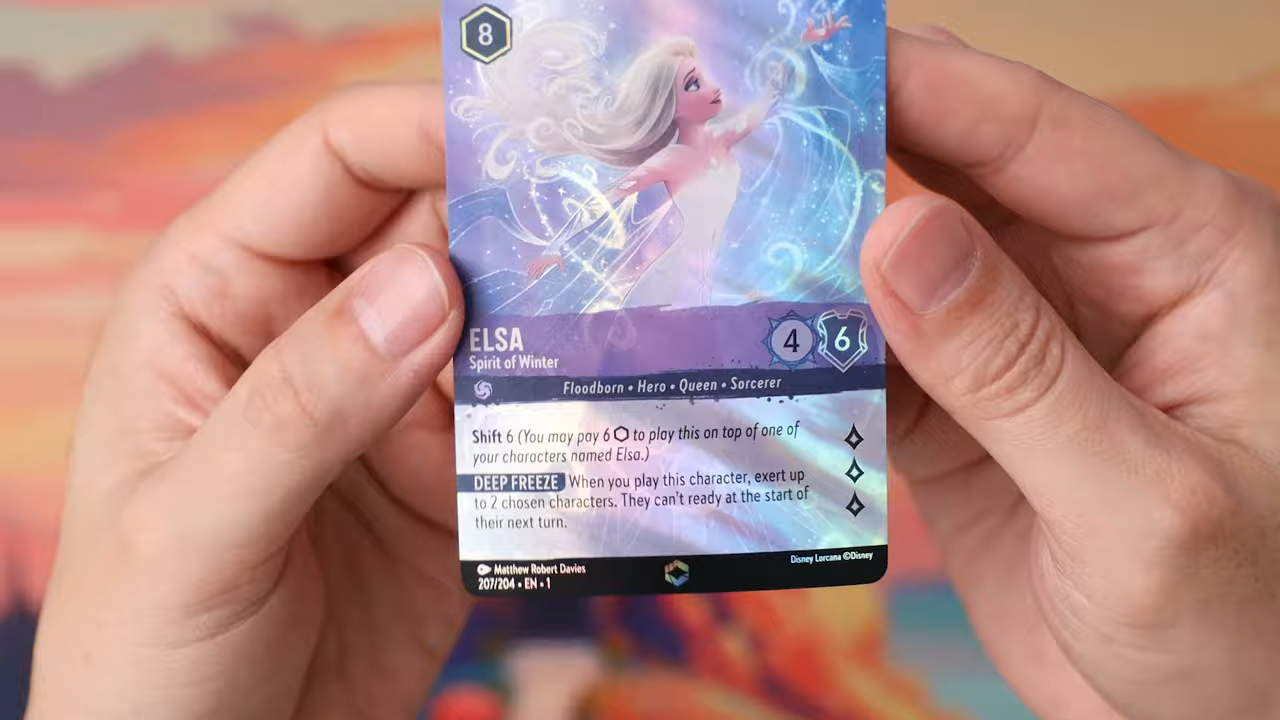 8
ELSA
Spirit of Winter
4 6
Floodborn • Hero • Queen • Sorcerer
Shift 6 (You may pay 6 to play this on top of one of
your characters named Elsa.)
DEEP FREEZE When you play this character, exert up
to 2 chosen characters. They can't ready at the start of
their next turn.
Matthew Robert Davies
207/204 • EN • 1
Disney Lorcana ©Disney